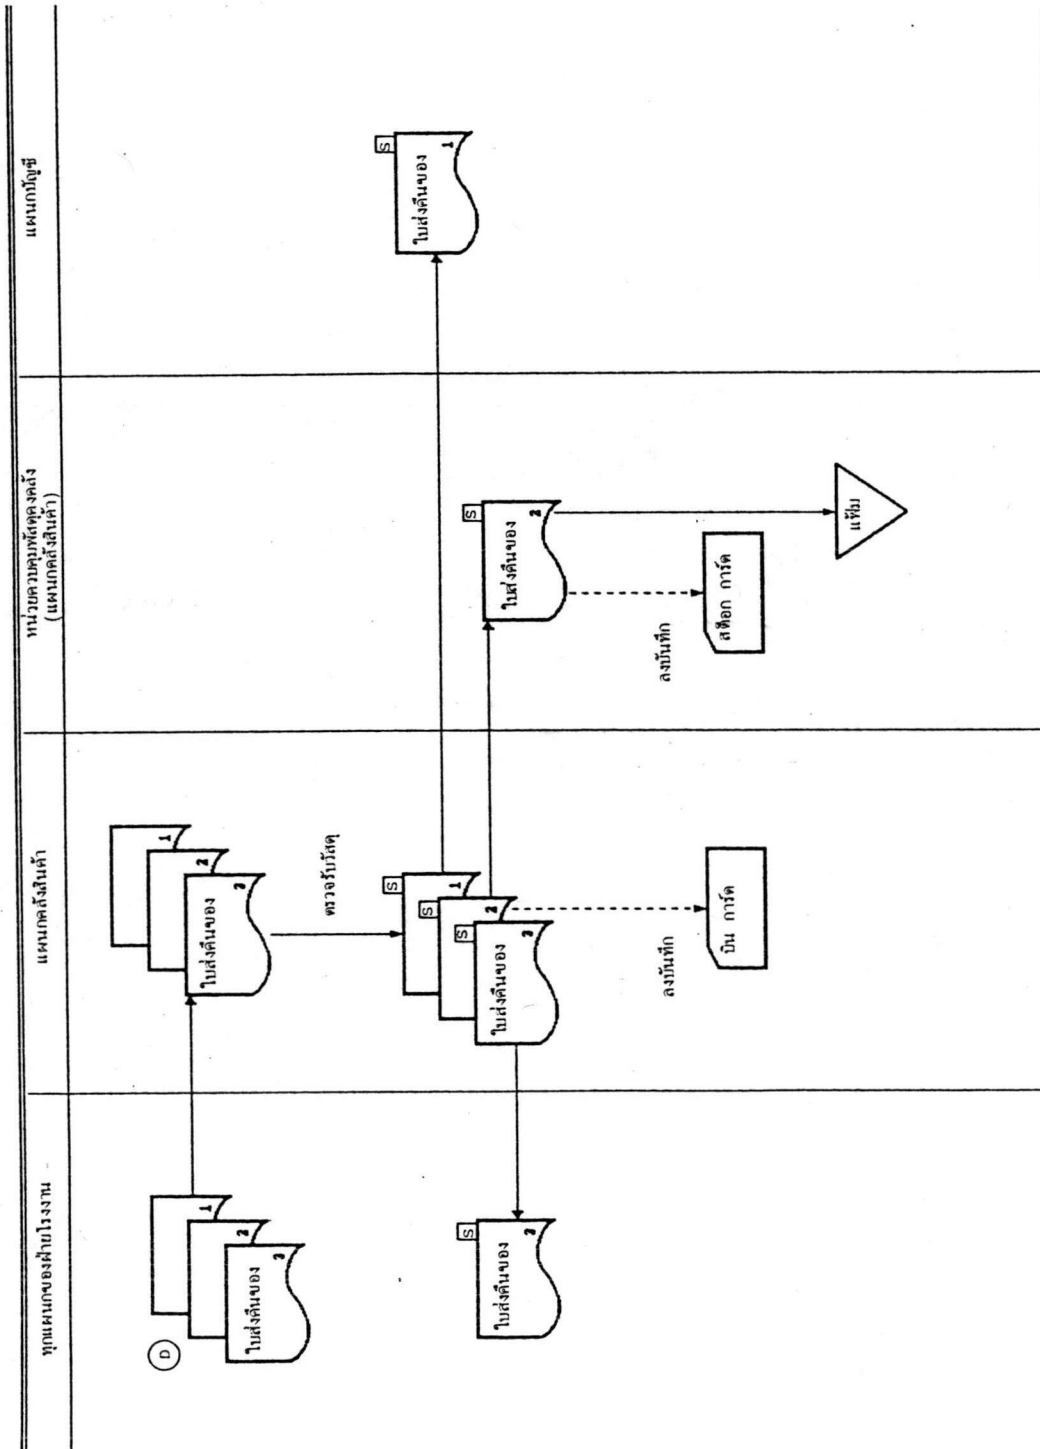 ทุกแผนกของฝ่ายโรงงาน
แผนกคลังสินค้า
หน่วยควบคุมพัสดุคงคลัง
(แผนกคลังสินค้า)
แผนกบัญชี
D
1
2
3
ใบส่งคืนของ
1
2
3
ใบส่งคืนของ
ตรวจรับวัสดุ
S
1
S
2
S
3
ใบส่งคืนของ
S
ใบส่งคืนของ
1
S
ใบส่งคืนของ
2
S
ใบส่งคืนของ
3
ลงบันทึก
บิน การ์ด
ลงบันทึก
สต๊อก การ์ด
แฟ้ม